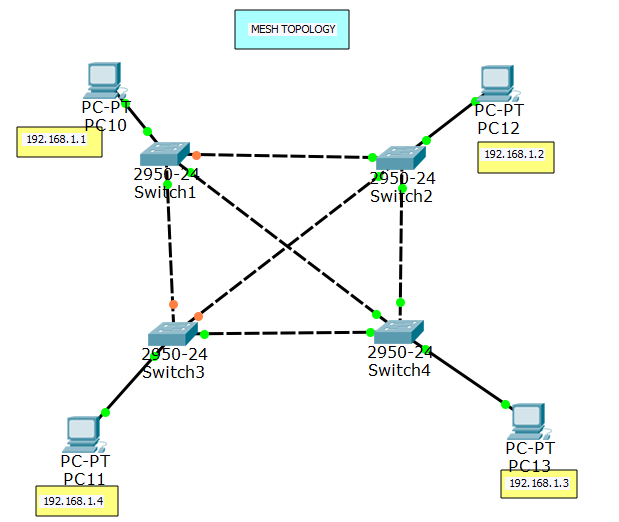 MESH TOPOLOGY
PC-PT
PC10
192.168.1.1
PC-PT
PC12
192.168.1.2
2950-24
Switch1
2950-24
Switch2
2950-24
Switch3
2950-24
Switch4
PC-PT
PC11
192.168.1.4
PC-PT
PC13
192.168.1.3